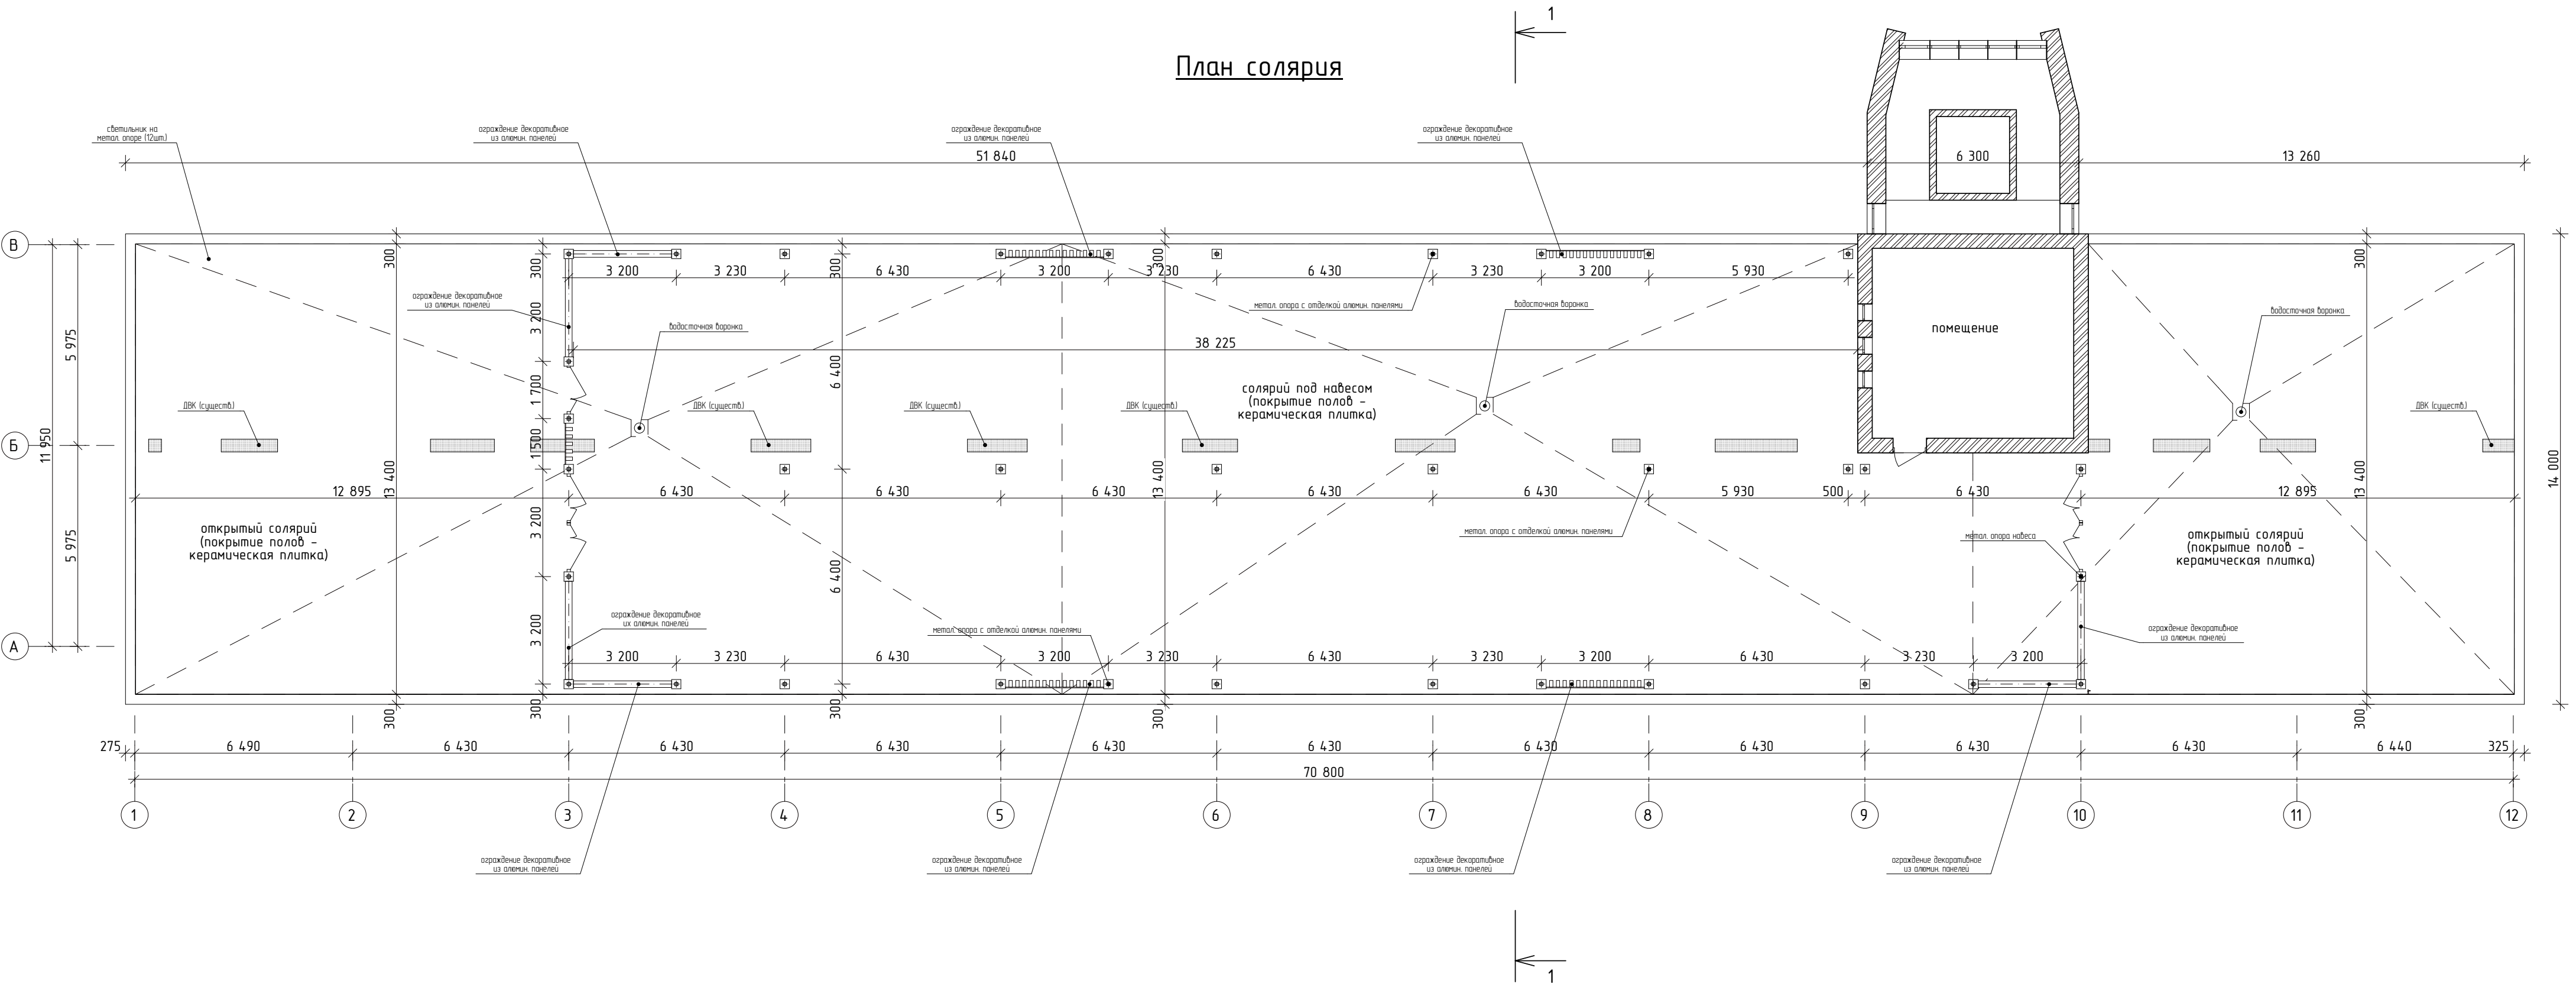 1
План солярия
светильник на
метал. опоре (12шт.)
ограждение декоративное
из алюмин. панелей
ограждение декоративное
из алюмин. панелей
ограждение декоративное
из алюмин. панелей
51 840
6 300
13 260
В
300
300
300
300
300
300
3 200
3 230
6 430
3 200
3 230
6 430
3 230
3 200
5 930
ограждение декоративное
из алюмин. панелей
метал. опора с отделкой алюмин. панелями
водосточная воронка
водосточная воронка
водосточная воронка
3 200
помещение
5 975
38 225
6 400
1 700
солярий под навесом
(покрытие полов -
керамическая плитка)
ДВК (существ.)
ДВК (существ.)
ДВК (существ.)
ДВК (существ.)
ДВК (существ.)
Б
11 950
1 500
13 400
13 400
13 400
14 000
12 895
6 430
6 430
6 430
6 430
6 430
5 930
500
6 430
12 895
открытый солярий
(покрытие полов -
керамическая плитка)
3 200
5 975
6 400
метал. опора с отделкой алюмин. панелями
метал. опора навеса
открытый солярий
(покрытие полов -
керамическая плитка)
ограждение декоративное
их алюмин. панелей
метал. опора с отделкой алюмин. панелями
ограждение декоративное
из алюмин. панелей
А
3 200
3 200
3 230
6 430
3 200
3 230
6 430
3 230
3 200
6 430
3 230
3 200
300
300
300
300
300
275
6 490
6 430
6 430
6 430
6 430
6 430
6 430
6 430
6 430
6 430
6 440
325
70 800
1
2
3
4
5
6
7
8
9
10
11
12
ограждение декоративное
из алюмин. панелей
ограждение декоративное
из алюмин. панелей
ограждение декоративное
из алюмин. панелей
ограждение декоративное
из алюмин. панелей
1